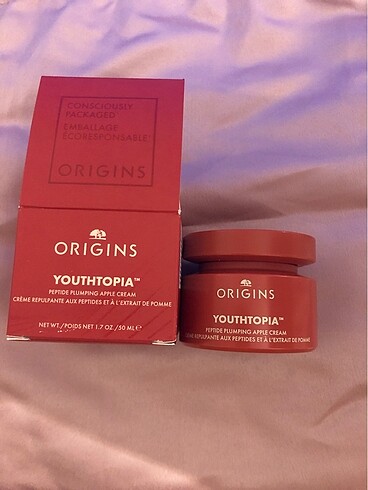 CONSCIOUSLY
PACKAGED
EMBALLAGE
ÉCORESPONSABLE*
ORIGINS
ORIGINS
YOUTHTOPIA™
PEPTIDE PLUMPING APPLE CREAM
CRÈME REPULPANTE AUX PEPTIDES ET À L'EXTRAIT DE POMME
NET WT./POIDS NET 1.7 OZ./50 ML ℮
ORIGINS
YOUTHTOPIA™
PEPTIDE PLUMPING APPLE CREAM
CRÈME REPULPANTE AUX PEPTIDES ET À L'EXTRAIT DE POMME